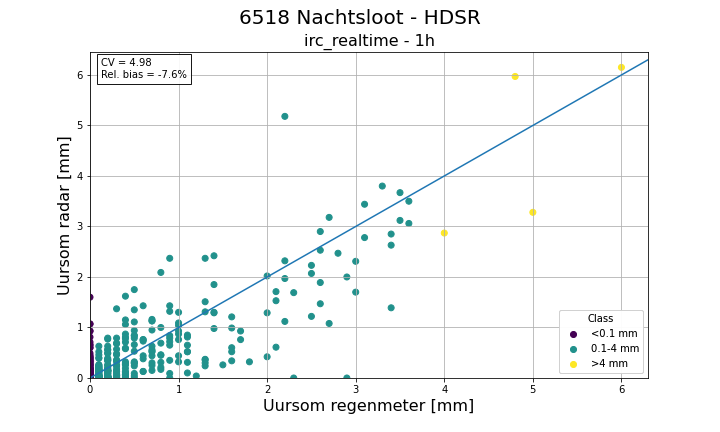 6518 Nachtsloot - HDSR
irc_realtime - 1h
CV = 4.98
Rel. bias = -7.6%
Uursom radar [mm]
6
5
4
3
2
1
0
0 1 2 3 4 5 6
Uursom regenmeter [mm]
Class
<0.1 mm
0.1-4 mm
>4 mm